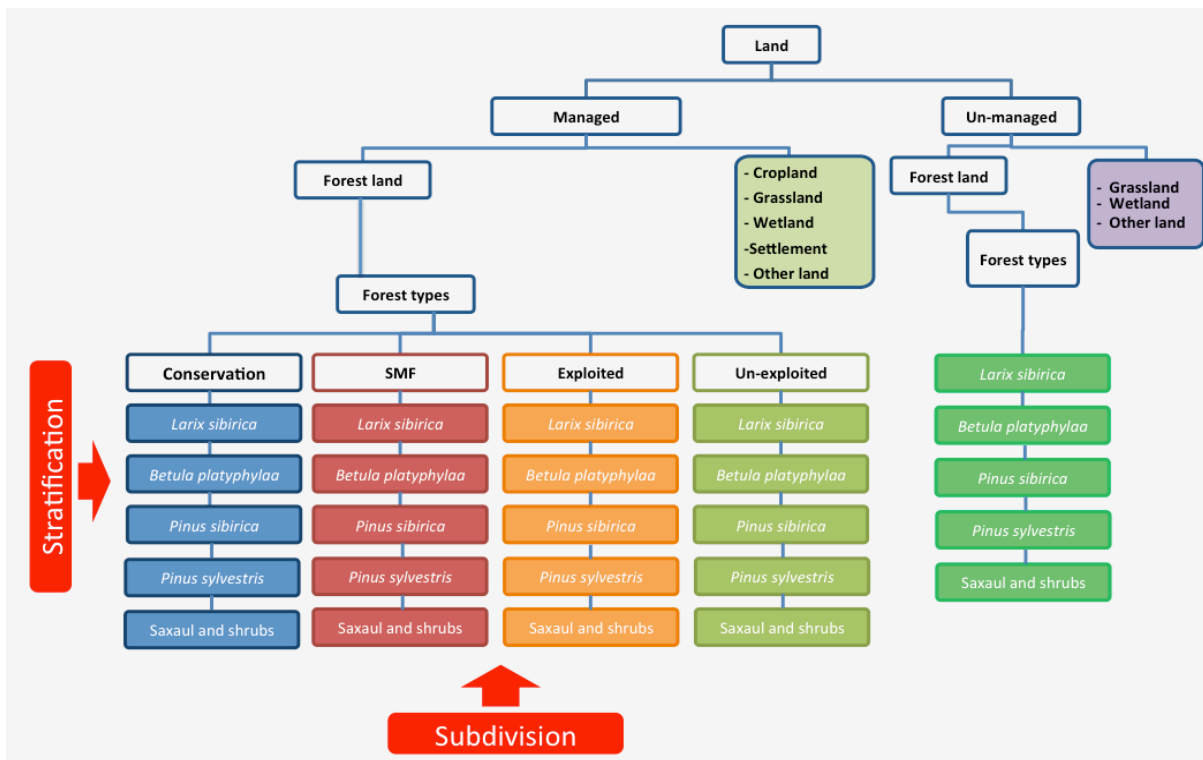 Land
Managed
Un-managed
Forest land
- Cropland
- Grassland
- Wetland
-Settlement
- Other land
Forest land
- Grassland
- Wetland
- Other land
Forest types
Forest types
Stratification
Conservation
SMF
Exploited
Un-exploited
Larix sibirica
Larix sibirica
Larix sibirica
Larix sibirica
Larix sibirica
Betula platyphylaa
Betula platyphylaa
Betula platyphylaa
Betula platyphylaa
Betula platyphylaa
Pinus sibirica
Pinus sibirica
Pinus sibirica
Pinus sibirica
Pinus sibirica
Pinus sylvestris
Pinus sylvestris
Pinus sylvestris
Pinus sylvestris
Pinus sylvestris
Saxaul and shrubs
Saxaul and shrubs
Saxaul and shrubs
Saxaul and shrubs
Saxaul and shrubs
Subdivision